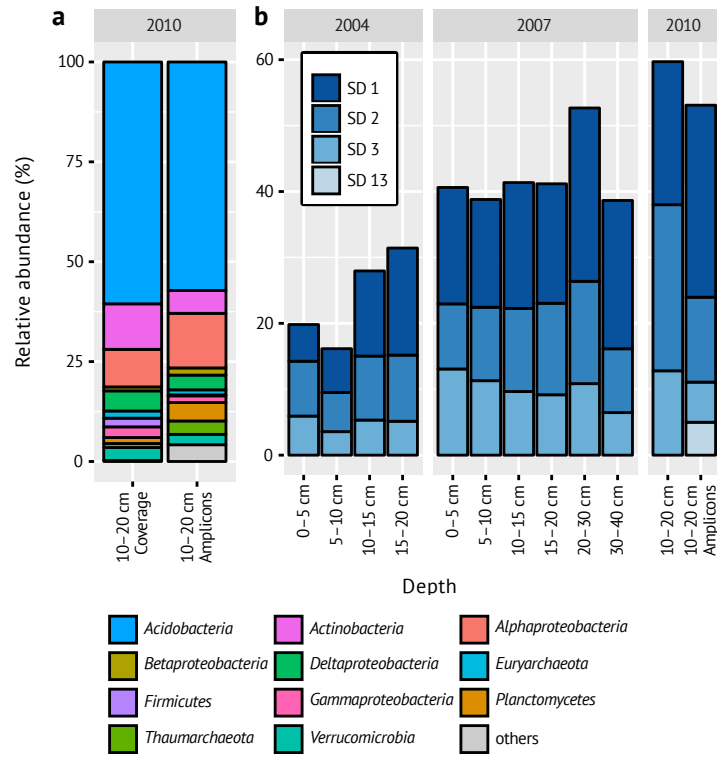 a
2010
b
2004
2007
2010
Relative abundance (%)
100
75
50
25
0
60
40
20
0
SD 1
SD 2
SD 3
SD 13
10–20 cm
Coverage
10–20 cm
Amplicons
0–5 cm
5–10 cm
10–15 cm
15–20 cm
0–5 cm
5–10 cm
10–15 cm
15–20 cm
20–30 cm
30–40 cm
10–20 cm
10–20 cm
Amplicons
Depth
Acidobacteria
Actinobacteria
Alphaproteobacteria
Betaproteobacteria
Deltaproteobacteria
Euryarchaeota
Firmicutes
Gammaproteobacteria
Planctomycetes
Thaumarchaeota
Verrucomicrobia
others